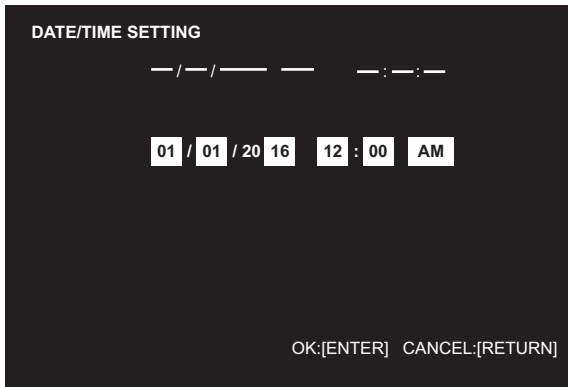 DATE/TIME SETTING
— / — / —— — — : — : —
01 / 01 / 20 16 12 : 00 AM
OK:[ENTER] CANCEL:[RETURN]